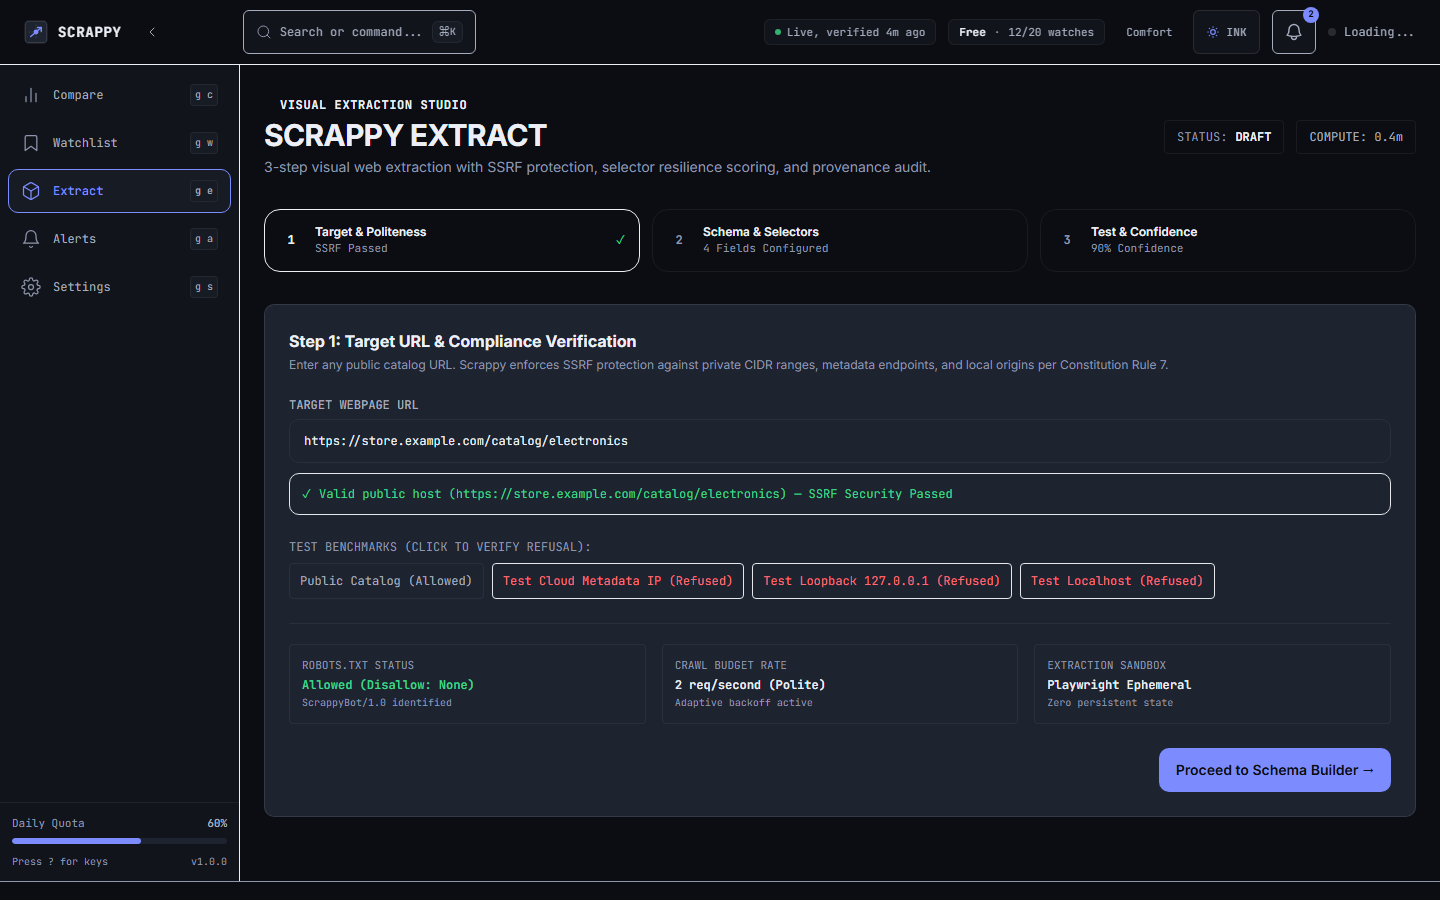 SCRAPPY
Search or command... ⌘K
Live, verified 4m ago
Free · 12/20 watches
Comfort
INK
2
Loading...
Compare g c
Watchlist g w
Extract g e
Alerts g a
Settings g s
Daily Quota 60%
Press ? for keys v1.0.0
VISUAL EXTRACTION STUDIO
SCRAPPY EXTRACT
3-step visual web extraction with SSRF protection, selector resilience scoring, and provenance audit.
STATUS: DRAFT
COMPUTE: 0.4m
1 Target & Politeness
SSRF Passed
✓
2 Schema & Selectors
4 Fields Configured
3 Test & Confidence
90% Confidence
Step 1: Target URL & Compliance Verification
Enter any public catalog URL. Scrappy enforces SSRF protection against private CIDR ranges, metadata endpoints, and local origins per Constitution Rule 7.
TARGET WEBPAGE URL
https://store.example.com/catalog/electronics
✓ Valid public host (https://store.example.com/catalog/electronics) — SSRF Security Passed
TEST BENCHMARKS (CLICK TO VERIFY REFUSAL):
Public Catalog (Allowed)
Test Cloud Metadata IP (Refused)
Test Loopback 127.0.0.1 (Refused)
Test Localhost (Refused)
ROBOTS.TXT STATUS
Allowed (Disallow: None)
ScrappyBot/1.0 identified
CRAWL BUDGET RATE
2 req/second (Polite)
Adaptive backoff active
EXTRACTION SANDBOX
Playwright Ephemeral
Zero persistent state
Proceed to Schema Builder →